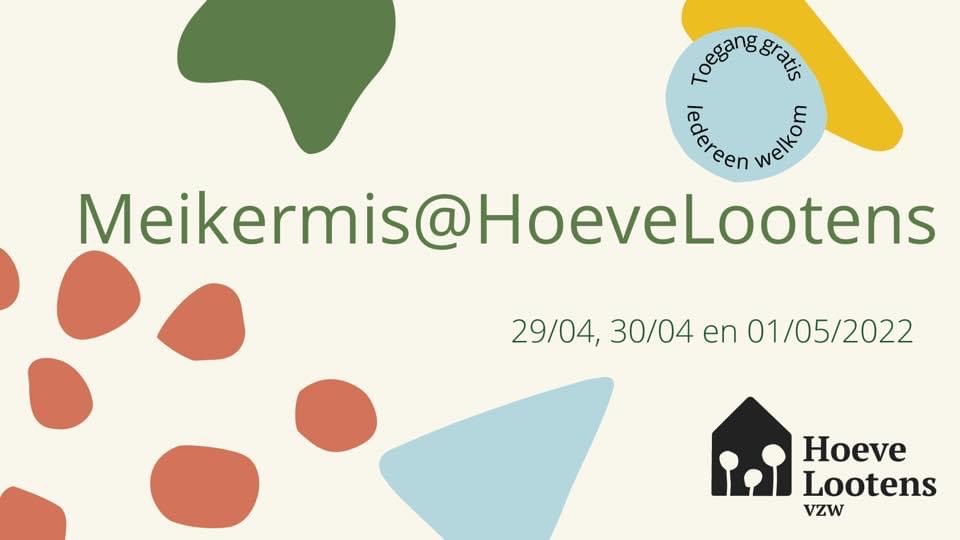 Toegang gratis
Iedereen welkom
Meikermis@HoeveLootens
29/04, 30/04 en 01/05/2022
Hoeve
Lootens
vzw